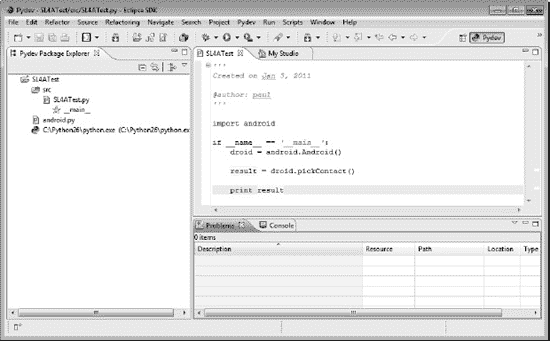 Pydev - SL4ATest/src/SL4ATest.py - Eclipse SDK
File Edit Source Refactoring Refactor Navigate Search Project Pydev Run Scripts Window Help
Pydev
Pydev Package Explorer
SL4ATest
src
SL4ATest.py
__main__
android.py
C:\Python26\python.exe (C:\Python26\python.ex
SL4ATest My Studio
'''
Created on Jan 5, 2011
@author: paul
'''
import android
if __name__ == '__main__':
droid = android.Android()
result = droid.pickContact()
print result
Problems Console
0 items
Description Resource Path Location Type